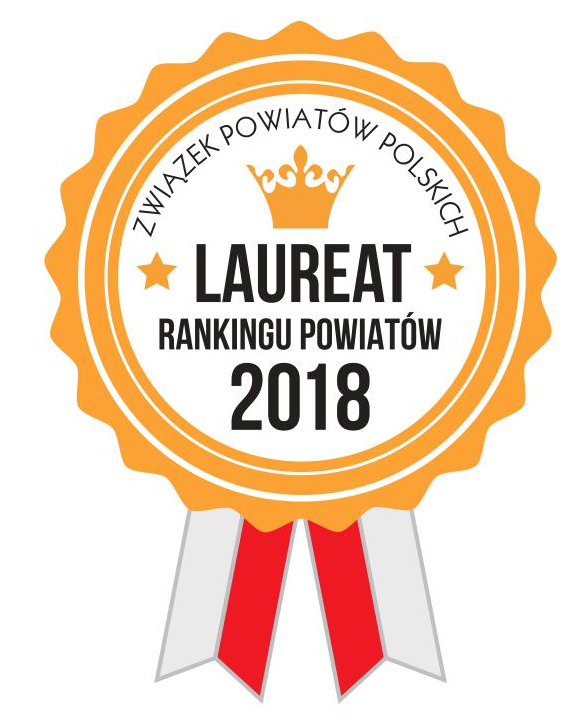 ZWIĄZEK POWIATÓW POLSKICH
LAUREAT
RANKINGU POWIATÓW
2018